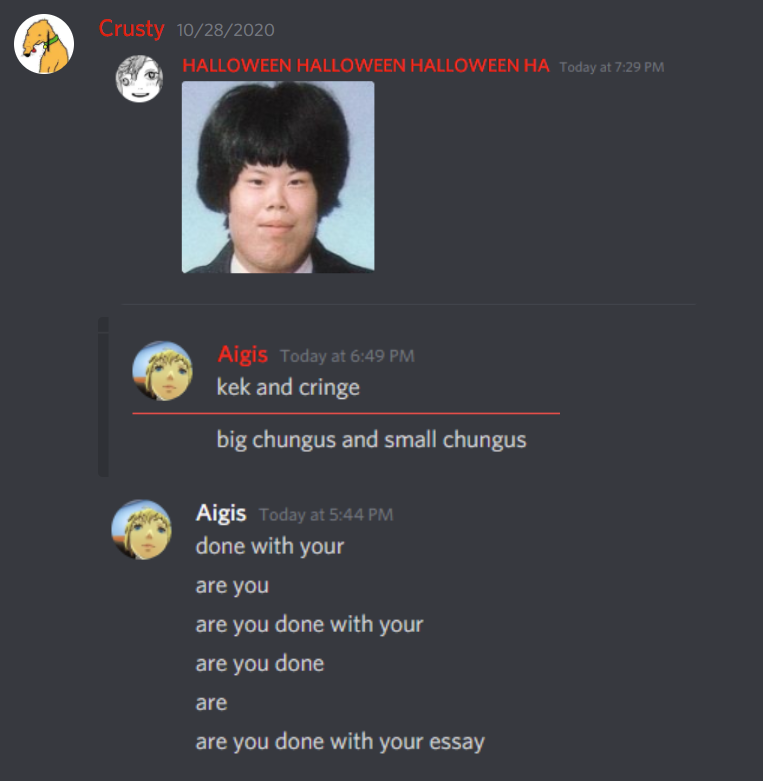 Crusty 10/28/2020
HALLOWEEN HALLOWEEN HALLOWEEN HA Today at 7:29 PM
Aigis Today at 6:49 PM
kek and cringe
big chungus and small chungus
Aigis Today at 5:44 PM
done with your
are you
are you done with your
are you done
are
are you done with your essay